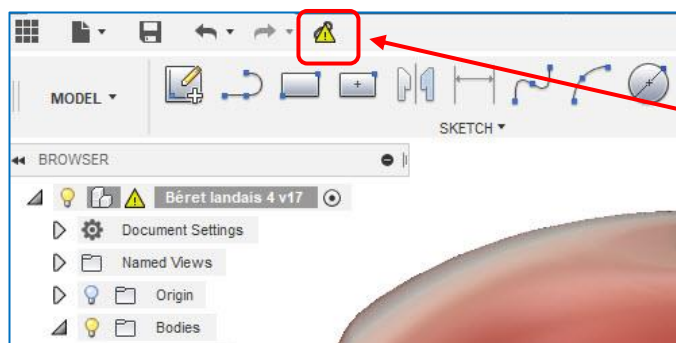 MODEL
SKETCH
BROWSER
Béret landais 4 v17
Document Settings
Named Views
Origin
Bodies